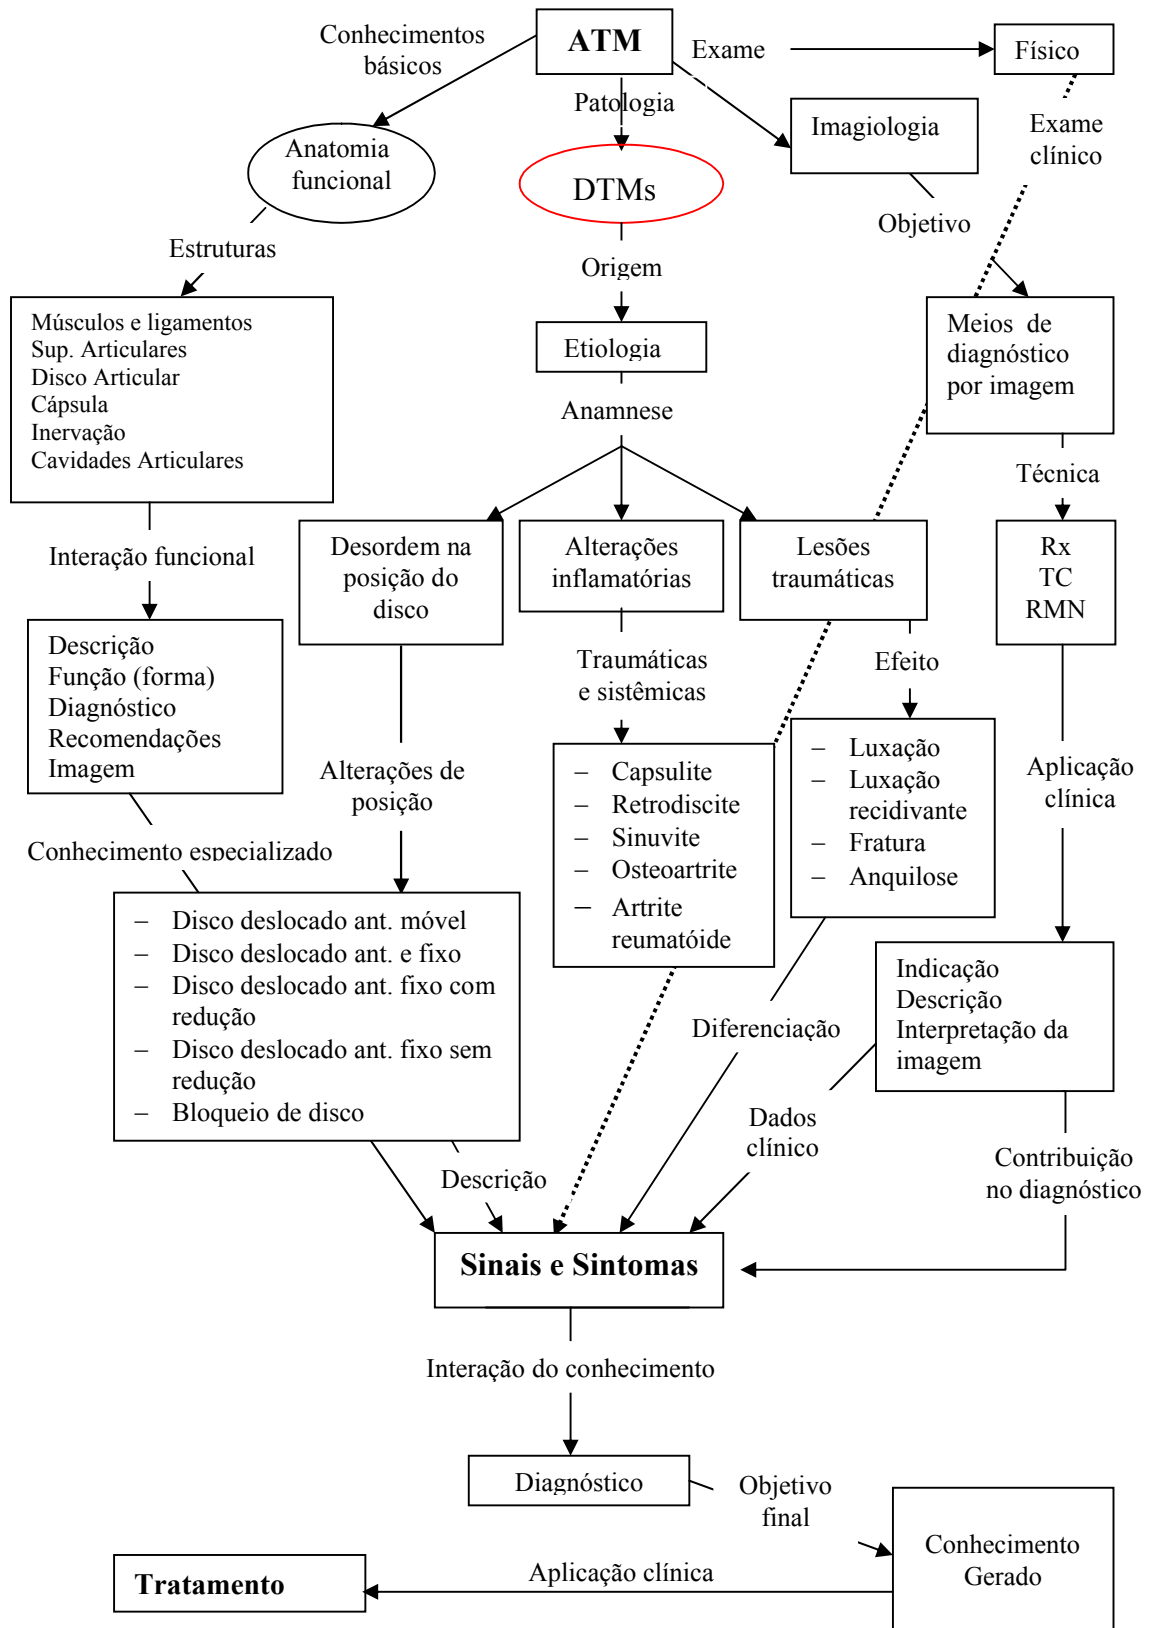 Conhecimentos
básicos
ATM
Exame
Físico
Patologia
Imagiologia
Exame
clínico
Anatomia
funcional
DTMs
Objetivo
Estruturas
Origem
Músculos e ligamentos
Sup. Articulares
Disco Articular
Cápsula
Inervação
Cavidades Articulares
Etiologia
Meios de
diagnóstico
por imagem
Anamnese
Técnica
Interação funcional
Desordem na
posição do
disco
Alterações
inflamatórias
Lesões
traumáticas
Rx
TC
RMN
Descrição
Função (forma)
Diagnóstico
Recomendações
Imagem
Traumáticas
e sistêmicas
Efeito
Alterações de
posição
– Capsulite
– Retrodiscite
– Sinuvite
– Osteoartrite
– Artrite
reumatóide
– Luxação
– Luxação
recidivante
– Fratura
– Anquilose
Aplicação
clínica
Conhecimento especializado
– Disco deslocado ant. móvel
– Disco deslocado ant. e fixo
– Disco deslocado ant. fixo com
redução
– Disco deslocado ant. fixo sem
redução
– Bloqueio de disco
Diferenciação
Indicação
Descrição
Interpretação da
imagem
Dados
clínico
Descrição
Contribuição
no diagnóstico
Sinais e Sintomas
Interação do conhecimento
Diagnóstico
Objetivo
final
Conhecimento
Gerado
Aplicação clínica
Tratamento